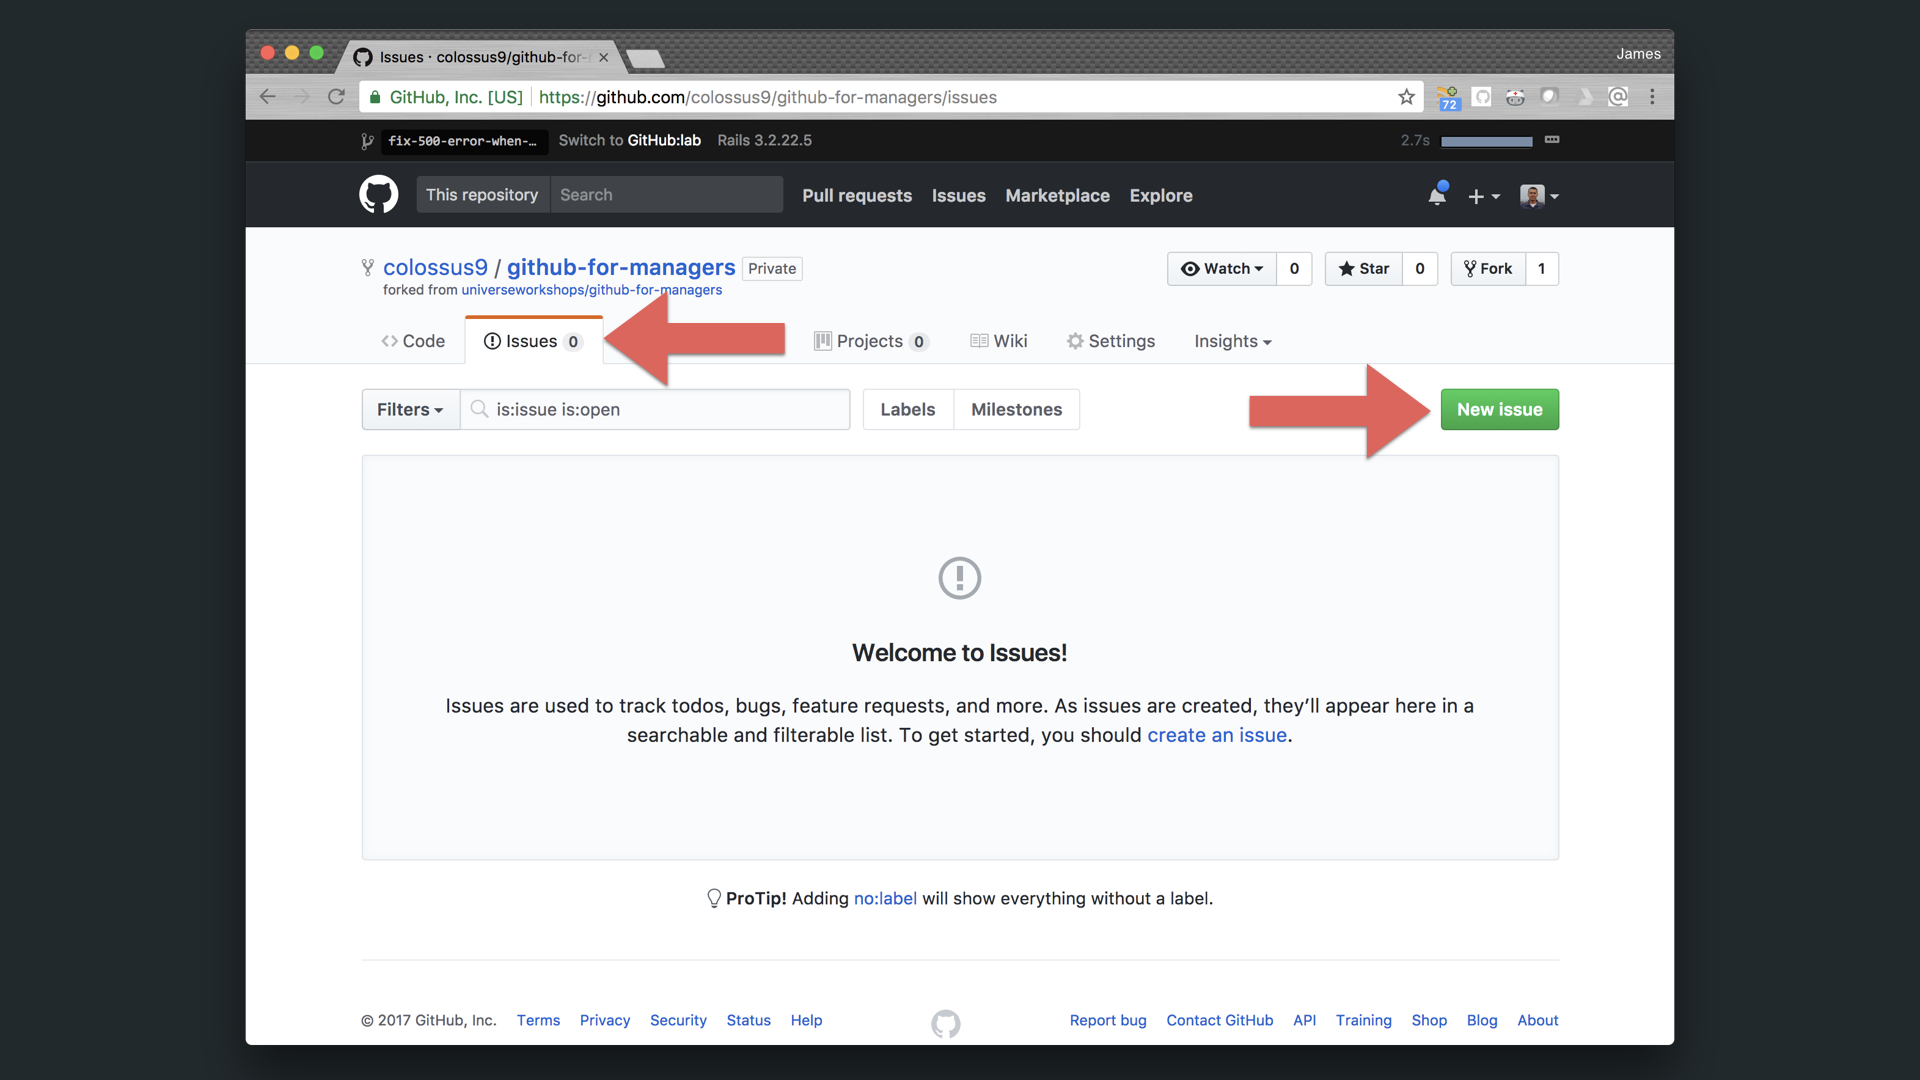 James
Issues · colossus9/github-for-
GitHub, Inc. [US] https://github.com/colossus9/github-for-managers/issues
72
fix-500-error-when-… Switch to GitHub:lab Rails 3.2.22.5 2.7s
This repository Search Pull requests Issues Marketplace Explore
colossus9 / github-for-managers Private Watch 0 Star 0 Fork 1
forked from universeworkshops/github-for-managers
Code Issues 0 Projects 0 Wiki Settings Insights
Filters is:issue is:open Labels Milestones New issue
Welcome to Issues!
Issues are used to track todos, bugs, feature requests, and more. As issues are created, they’ll appear here in a
searchable and filterable list. To get started, you should create an issue.
ProTip! Adding no:label will show everything without a label.
© 2017 GitHub, Inc. Terms Privacy Security Status Help Report bug Contact GitHub API Training Shop Blog About